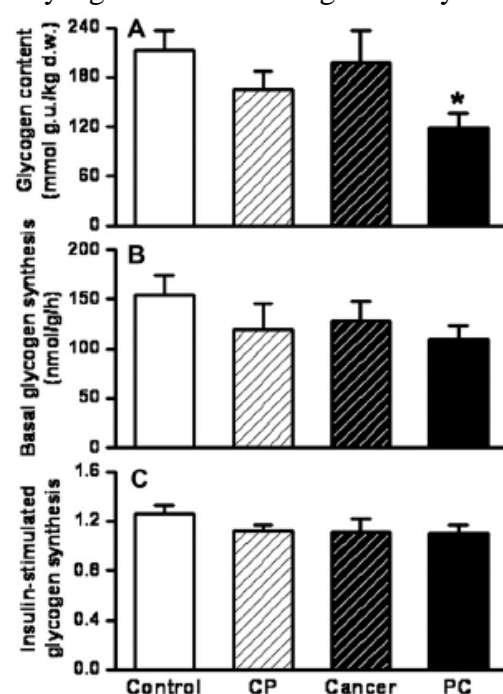 A
Glycogen content
(mmol g.u./kg d.w.)
240
180
120
60
0
*
B
Basal glycogen synthesis
(nmol/g/h)
200
150
100
50
0
C
Insulin-stimulated
glycogen synthesis
1.6
1.2
0.8
0.4
0.0
Control CP Cancer PC